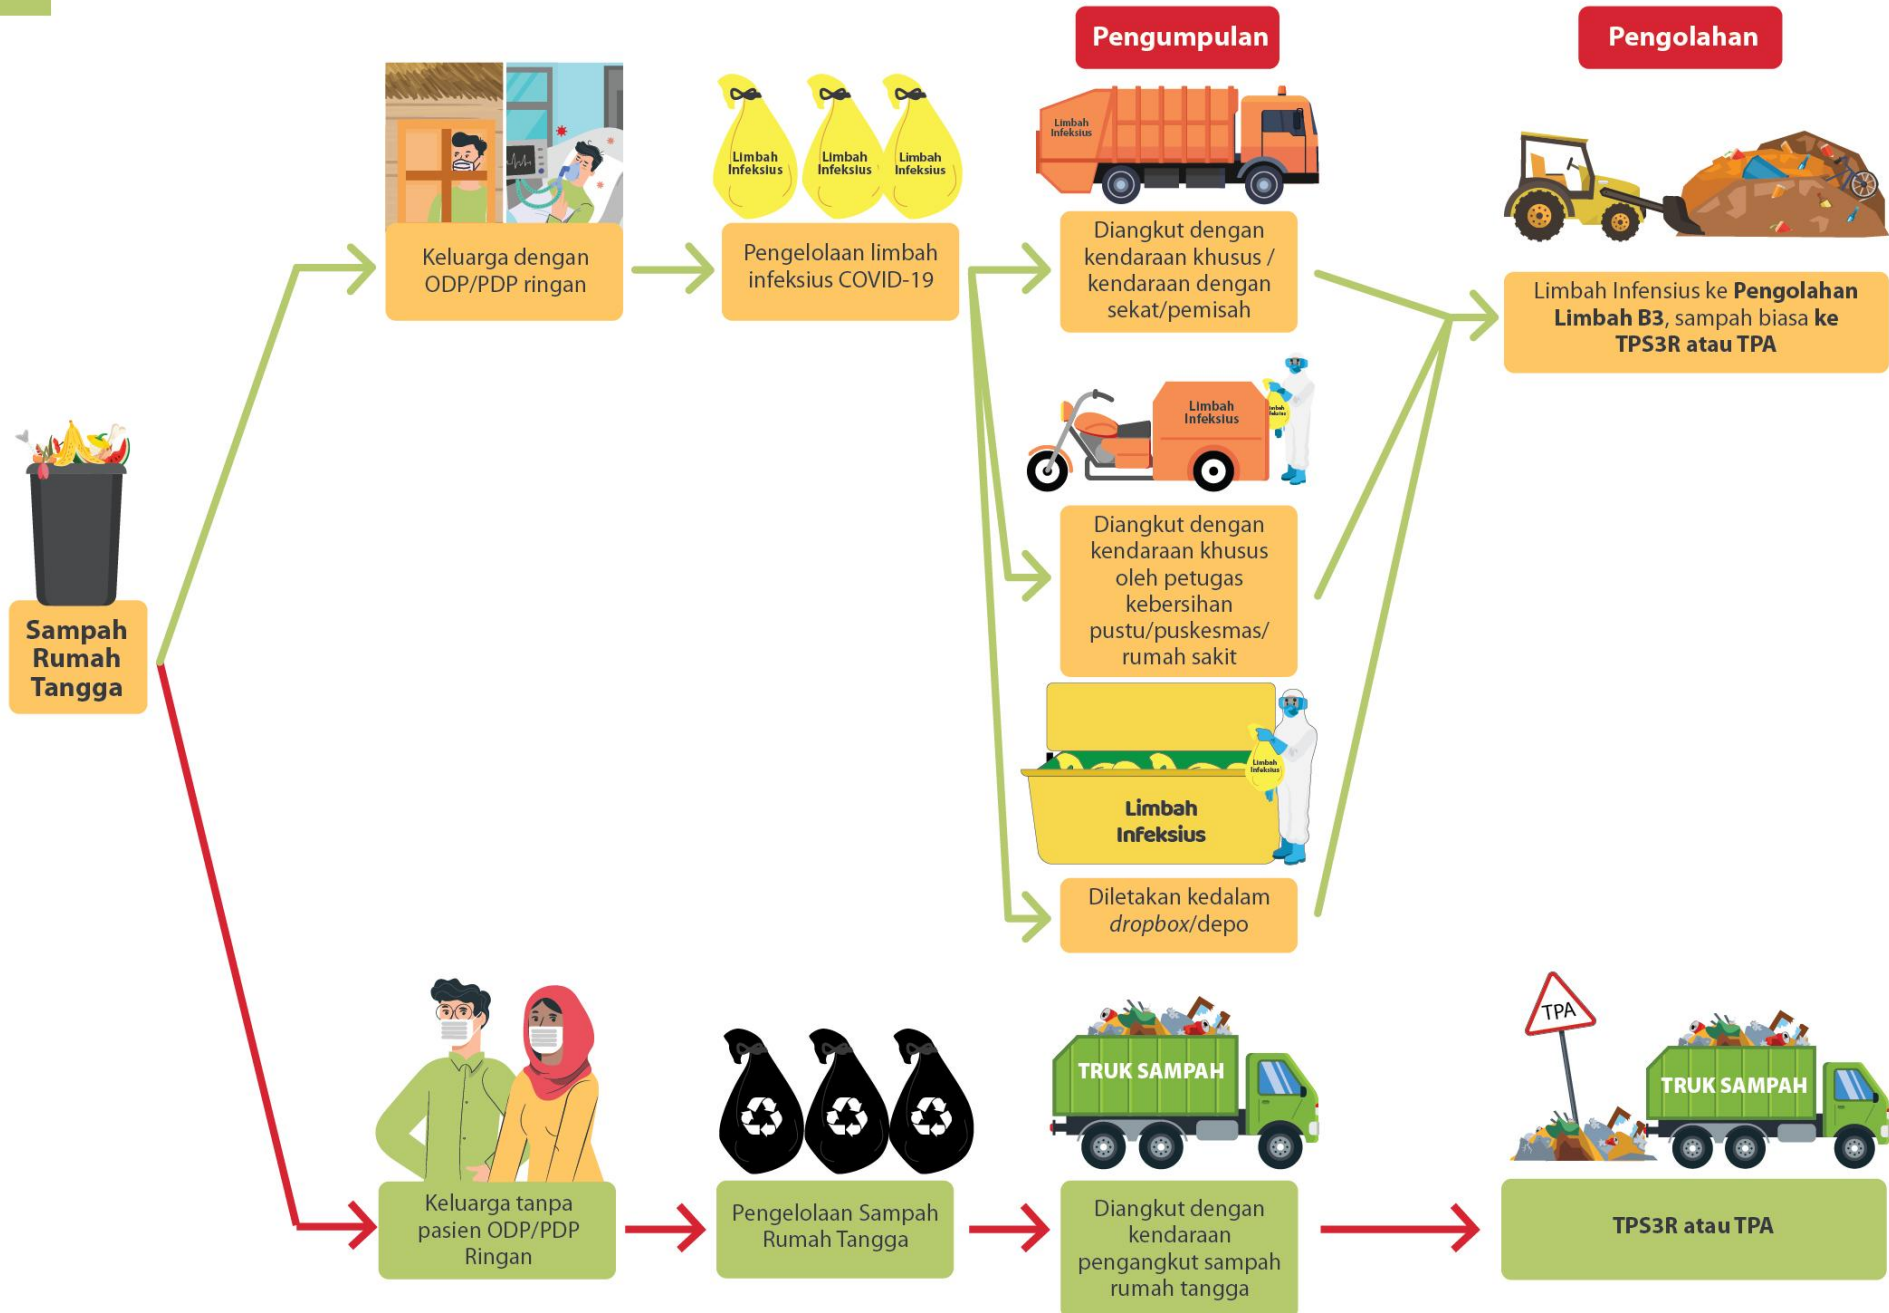 Pengumpulan
Pengolahan
Limbah
Infeksius
Limbah
Infeksius
Limbah
Infeksius
Limbah
Infeksius
Keluarga dengan
ODP/PDP ringan
Pengelolaan limbah
infeksius COVID-19
Diangkut dengan
kendaraan khusus /
kendaraan dengan
sekat/pemisah
Limbah Infensius ke Pengolahan
Limbah B3, sampah biasa ke
TPS3R atau TPA
Limbah
Infeksius
Sampah
Rumah
Tangga
Diangkut dengan
kendaraan khusus
oleh petugas
kebersihan
pustu/puskesmas/
rumah sakit
Limbah
Infeksius
Limbah
Infeksius
Diletakan kedalam
dropbox/depo
TRUK SAMPAH
TPA
TRUK SAMPAH
Keluarga tanpa
pasien ODP/PDP
Ringan
Pengelolaan Sampah
Rumah Tangga
Diangkut dengan
kendaraan
pengangkut sampah
rumah tangga
TPS3R atau TPA